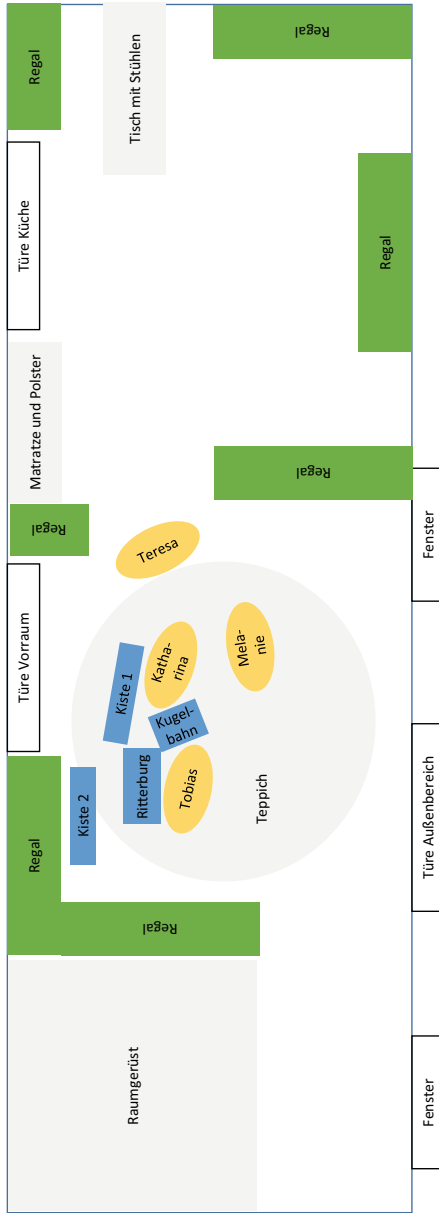 Regal
Tisch mit Stühlen
Regal
Türe Küche
Regal
Matratze und Polster
Regal
Regal
Fenster
Teresa
Türe Vorraum
Kiste 1
Katha-
rina
Mela-
nie
Kugel-
bahn
Ritterburg
Tobias
Kiste 2
Teppich
Regal
Türe Außenbereich
Regal
Raumgerüst
Fenster